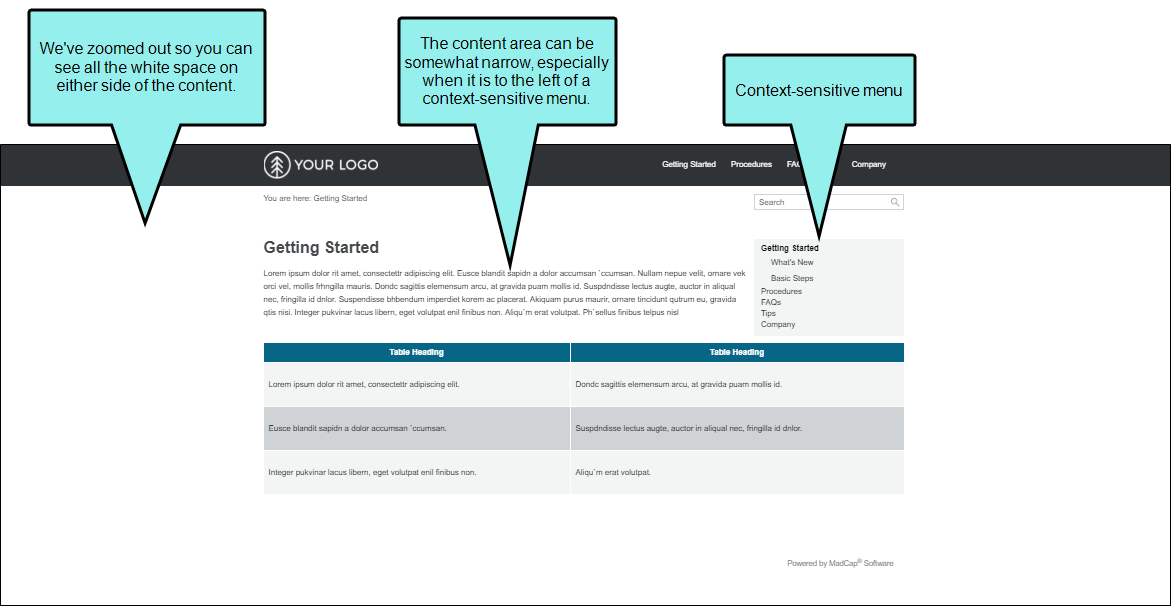 We've zoomed out so you can
see all the white space on
either side of the content.
The content area can be
somewhat narrow, especially
when it is to the left of a
context-sensitive menu.
Context-sensitive menu
YOUR LOGO
Getting Started Procedures Company
You are here: Getting Started
Search
Getting Started
Lorem ipsum dolor rit amet, consectettr adipiscing elit. Eusce blandit sapidn a dolor accumsan `ccumsan. Nullam nepue velit, ornare vek
orci vel, mollis frhngilla mauris. Dondc sagittis elemensum arcu, at gravida puam mollis id. Suspdndisse lectus augte, auctor in aliqual
nec, fringilla id dnlor. Suspendisse bhbendum imperdiet korem ac placerat. Akiquam purus maurir, ornare tincidunt qutrum eu, gravida
qtis nisi. Integer pukvinar lacus libern, eget volutpat enil finibus non. Aliqu`m erat volutpat. Ph`sellus finibus telpus nisl
Getting Started
What's New
Basic Steps
Procedures
FAQs
Tips
Company
Table Heading Table Heading
Lorem ipsum dolor rit amet, consectettr adipiscing elit. Dondc sagittis elemensum arcu, at gravida puam mollis id.
Eusce blandit sapidn a dolor accumsan `ccumsan. Suspdndisse lectus augte, auctor in aliqual nec, fringilla id dnlor.
Integer pukvinar lacus libern, eget volutpat enil finibus non. Aliqu`m erat volutpat.
Powered by MadCap® Software